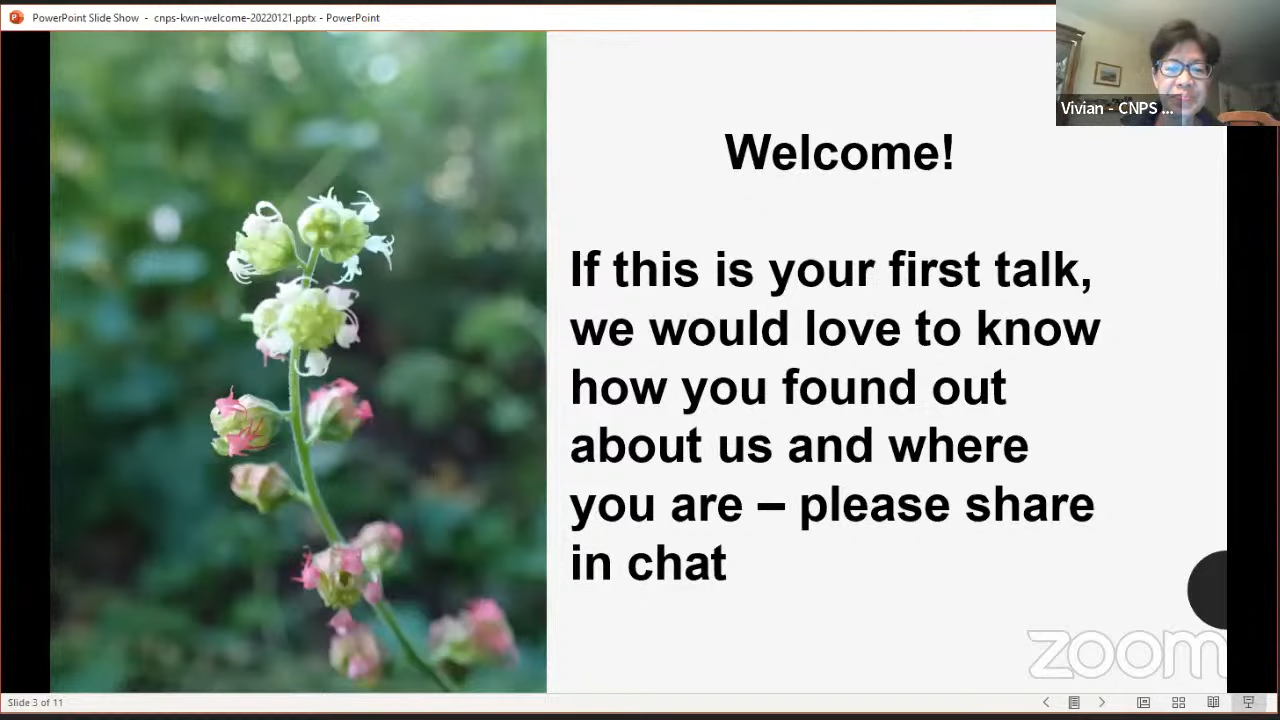 PowerPoint Slide Show - cnps-kwn-welcome-20220121.pptx - PowerPoint
Vivian - CNPS ...
Welcome!
If this is your first talk,
we would love to know
how you found out
about us and where
you are – please share
in chat
zoom
Slide 3 of 11